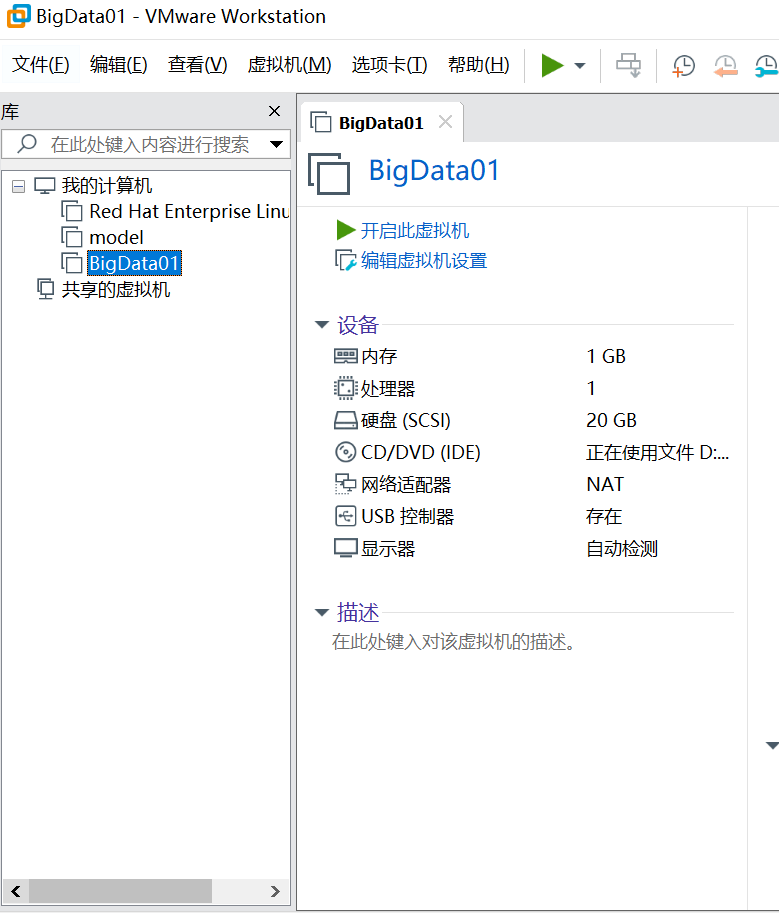 BigData01 - VMware Workstation
文件(F) 编辑(E) 查看(V) 虚拟机(M) 选项卡(T) 帮助(H)
库
在此处键入内容进行搜索
我的计算机
Red Hat Enterprise Linu
model
BigData01
共享的虚拟机
BigData01
BigData01
开启此虚拟机
编辑虚拟机设置
设备
内存 1 GB
处理器 1
硬盘 (SCSI) 20 GB
CD/DVD (IDE) 正在使用文件 D:...
网络适配器 NAT
USB 控制器 存在
显示器 自动检测
描述
在此处键入对该虚拟机的描述。